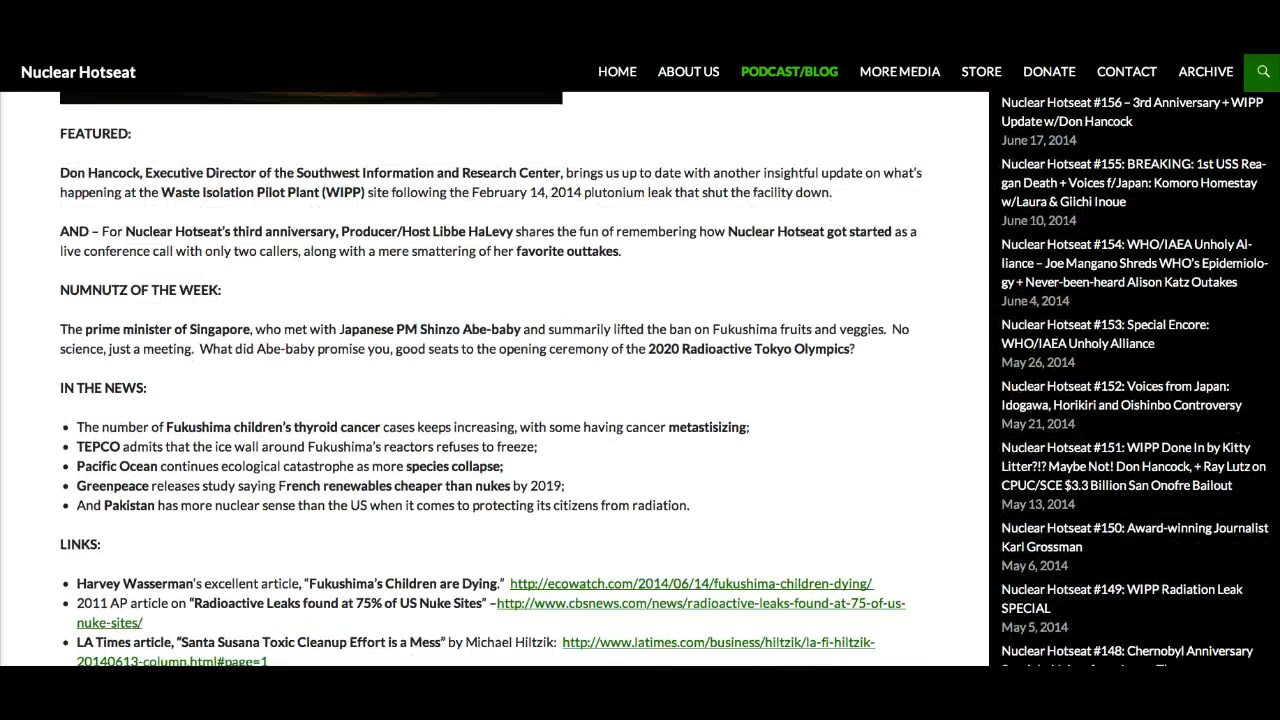 Nuclear Hotseat
HOME ABOUT US PODCAST/BLOG MORE MEDIA STORE DONATE CONTACT ARCHIVE
FEATURED:
Don Hancock, Executive Director of the Southwest Information and Research Center, brings us up to date with another insightful update on what's
happening at the Waste Isolation Pilot Plant (WIPP) site following the February 14, 2014 plutonium leak that shut the facility down.
AND – For Nuclear Hotseat's third anniversary, Producer/Host Libbe HaLevy shares the fun of remembering how Nuclear Hotseat got started as a
live conference call with only two callers, along with a mere smattering of her favorite outtakes.
NUMNUTZ OF THE WEEK:
The prime minister of Singapore, who met with Japanese PM Shinzo Abe-baby and summarily lifted the ban on Fukushima fruits and veggies. No
science, just a meeting. What did Abe-baby promise you, good seats to the opening ceremony of the 2020 Radioactive Tokyo Olympics?
IN THE NEWS:
• The number of Fukushima children's thyroid cancer cases keeps increasing, with some having cancer metastisizing;
• TEPCO admits that the ice wall around Fukushima's reactors refuses to freeze;
• Pacific Ocean continues ecological catastrophe as more species collapse;
• Greenpeace releases study saying French renewables cheaper than nukes by 2019;
• And Pakistan has more nuclear sense than the US when it comes to protecting its citizens from radiation.
LINKS:
• Harvey Wasserman's excellent article, "Fukushima's Children are Dying." http://ecowatch.com/2014/06/14/fukushima-children-dying/
• 2011 AP article on "Radioactive Leaks found at 75% of US Nuke Sites" –http://www.cbsnews.com/news/radioactive-leaks-found-at-75-of-us-
nuke-sites/
• LA Times article, "Santa Susana Toxic Cleanup Effort is a Mess" by Michael Hiltzik: http://www.latimes.com/business/hiltzik/la-fi-hiltzik-
20140613-column.html#page=1
Nuclear Hotseat #156 – 3rd Anniversary + WIPP
Update w/Don Hancock
June 17, 2014
Nuclear Hotseat #155: BREAKING: 1st USS Rea-
gan Death + Voices f/Japan: Komoro Homestay
w/Laura & Giichi Inoue
June 10, 2014
Nuclear Hotseat #154: WHO/IAEA Unholy Al-
liance – Joe Mangano Shreds WHO's Epidemiolo-
gy + Never-been-heard Alison Katz Outakes
June 4, 2014
Nuclear Hotseat #153: Special Encore:
WHO/IAEA Unholy Alliance
May 26, 2014
Nuclear Hotseat #152: Voices from Japan:
Idogawa, Horikiri and Oishinbo Controversy
May 21, 2014
Nuclear Hotseat #151: WIPP Done In by Kitty
Litter?!? Maybe Not! Don Hancock, + Ray Lutz on
CPUC/SCE $3.3 Billion San Onofre Bailout
May 13, 2014
Nuclear Hotseat #150: Award-winning Journalist
Karl Grossman
May 6, 2014
Nuclear Hotseat #149: WIPP Radiation Leak
SPECIAL
May 5, 2014
Nuclear Hotseat #148: Chernobyl Anniversary